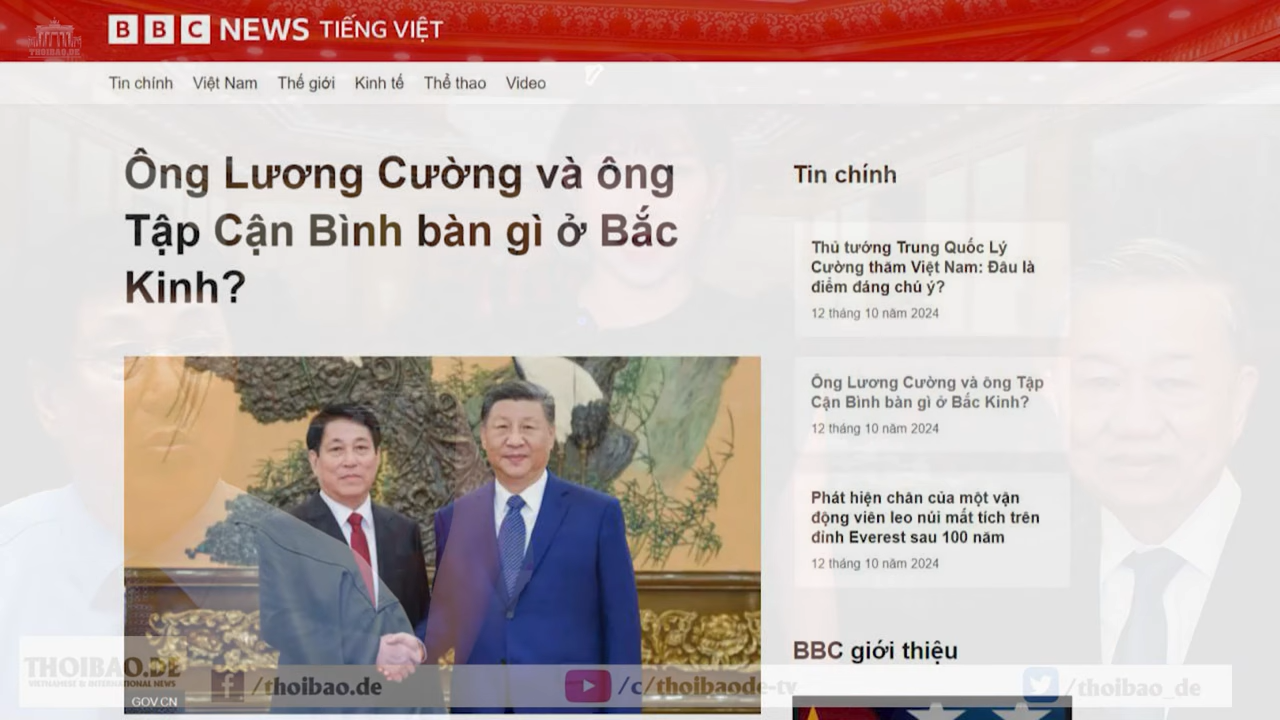 BBC NEWS TIẾNG VIỆT
THOIBAO.DE
Tin chính Việt Nam Thế giới Kinh tế Thể thao Video
Ông Lương Cường và ông
Tập Cận Bình bàn gì ở Bắc
Kinh?
Tin chính
Thủ tướng Trung Quốc Lý
Cường thăm Việt Nam: Đâu là
điểm đáng chú ý?
12 tháng 10 năm 2024
Ông Lương Cường và ông Tập
Cận Bình bàn gì ở Bắc Kinh?
12 tháng 10 năm 2024
Phát hiện chân của một vận
động viên leo núi mất tích trên
đỉnh Everest sau 100 năm
12 tháng 10 năm 2024
BBC giới thiệu
THOIBAO.DE
VIETNAMESE & INTERNATIONAL NEWS
/thoibao.de
/c/thoibaode-tv
/thoibao_de
GOV.CN